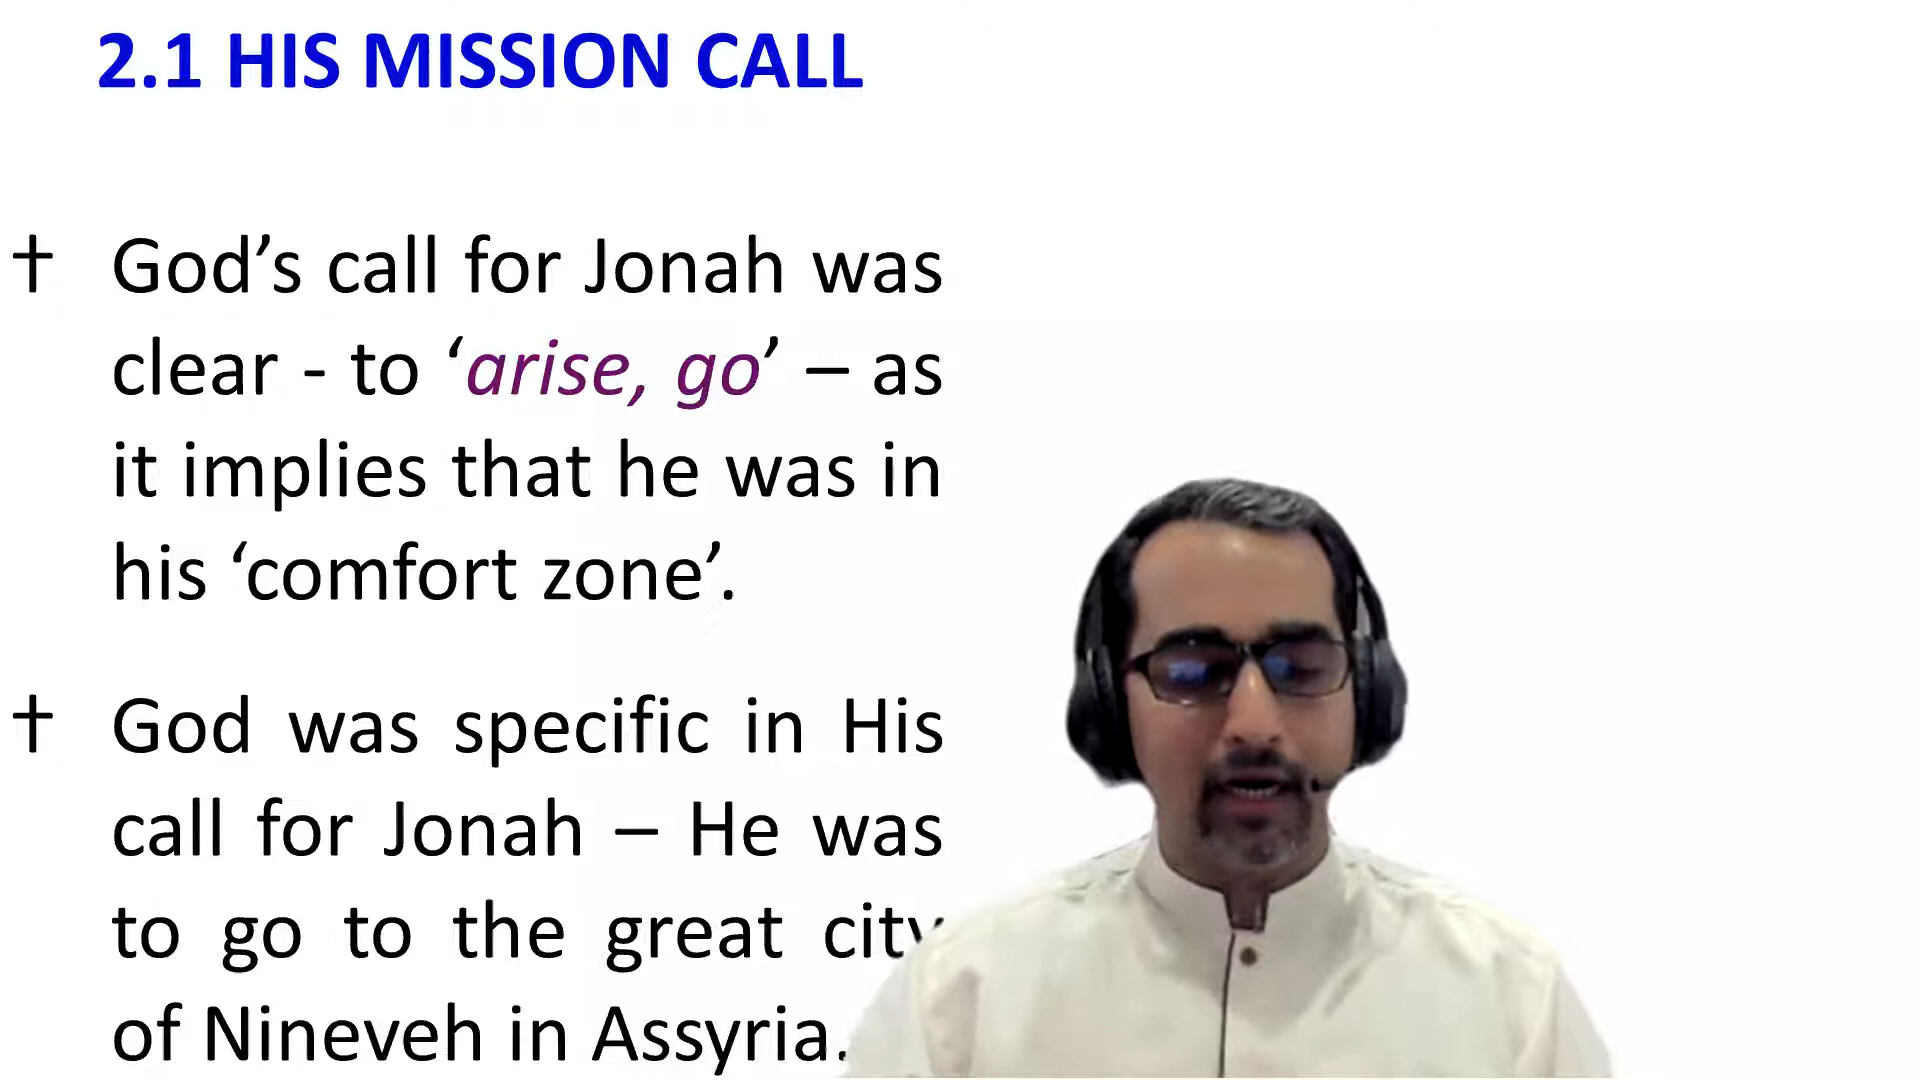 2.1 HIS MISSION CALL
† God’s call for Jonah was
clear - to ‘arise, go’ – as
it implies that he was in
his ‘comfort zone’.
† God was specific in His
call for Jonah – He was
to go to the great city
of Nineveh in Assyria.